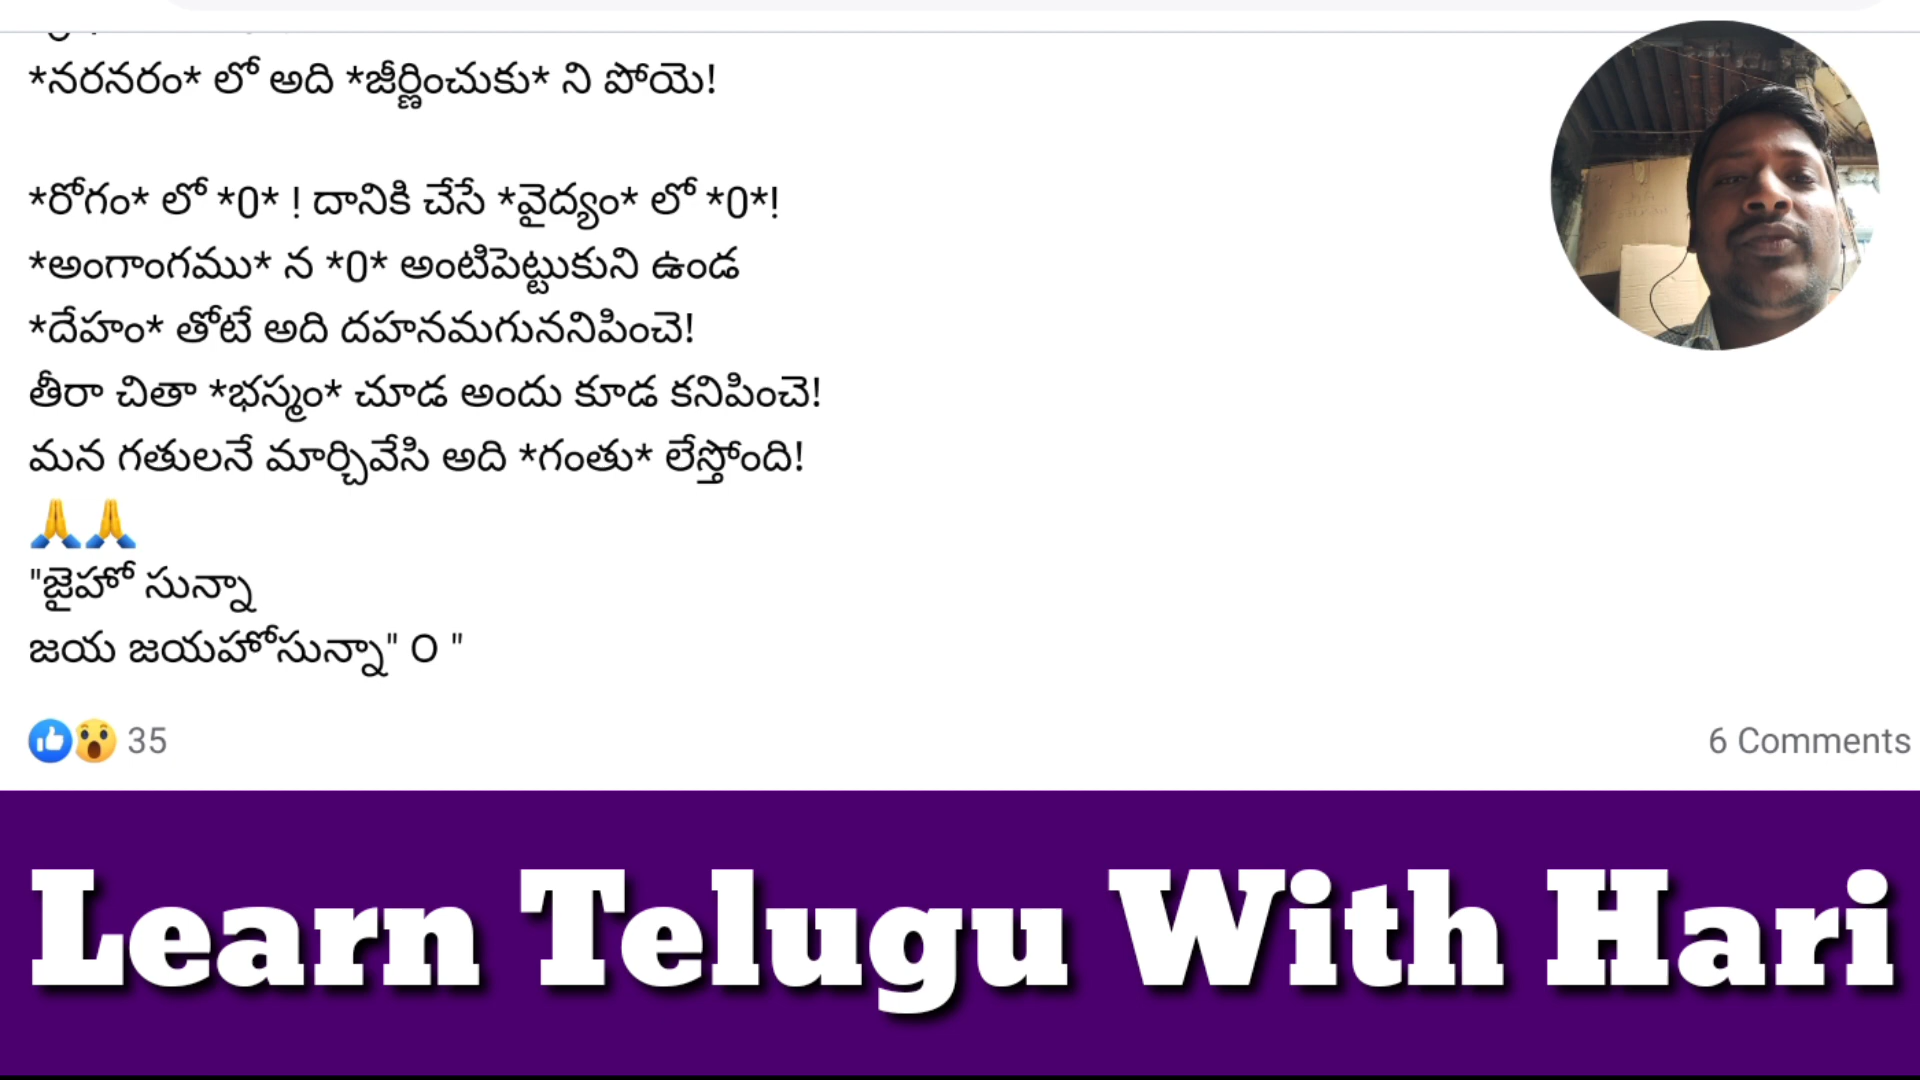 *నరనరం* లో అది *జీర్ణించుకు* ని పోయె!
*రోగం* లో *0* ! దానికి చేసే *వైద్యం* లో *0*!
*అంగాంగము* న *0* అంటిపెట్టుకుని ఉండ
*దేహం* తోటే అది దహనమగుననిపించె!
తీరా చితా *భస్మం* చూడ అందు కూడ కనిపించె!
మన గతులనే మార్చివేసి అది *గంతు* లేస్తోంది!
🙏🙏
"జైహో సున్నా
జయ జయహోసున్నా" ౦ "
35
6 Comments
Learn Telugu With Hari